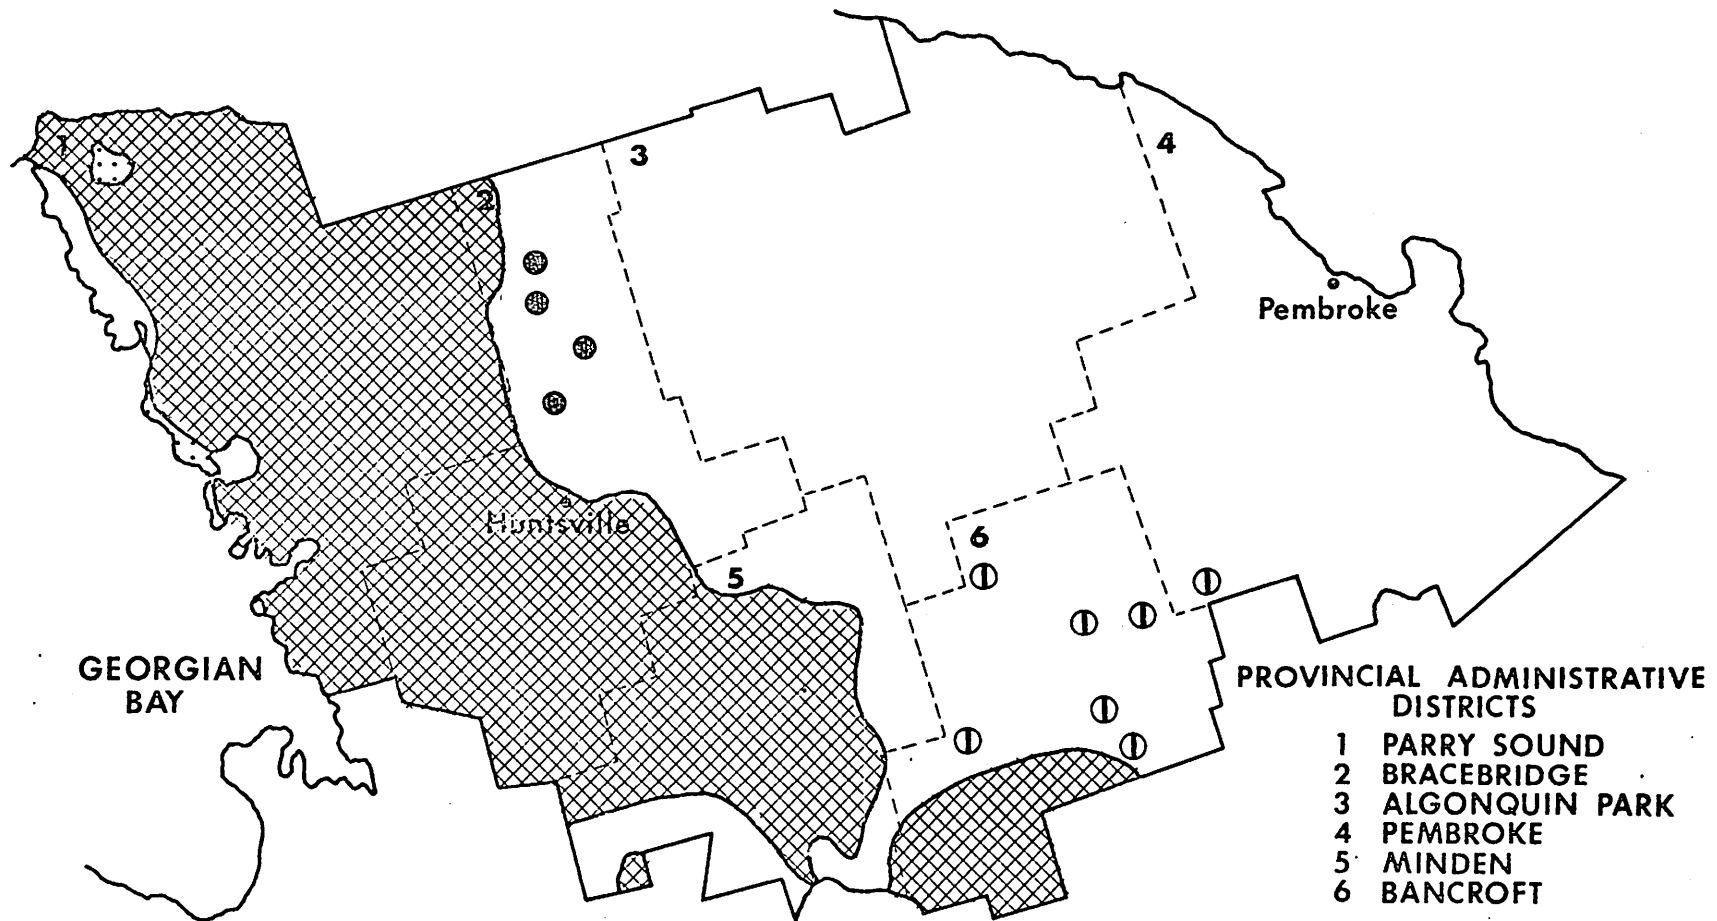 1
2
3
4
Pembroke
Huntsville
6
5
GEORGIAN
BAY
PROVINCIAL ADMINISTRATIVE
DISTRICTS
1 PARRY SOUND
2 BRACEBRIDGE
3 ALGONQUIN PARK
4 PEMBROKE
5 MINDEN
6 BANCROFT